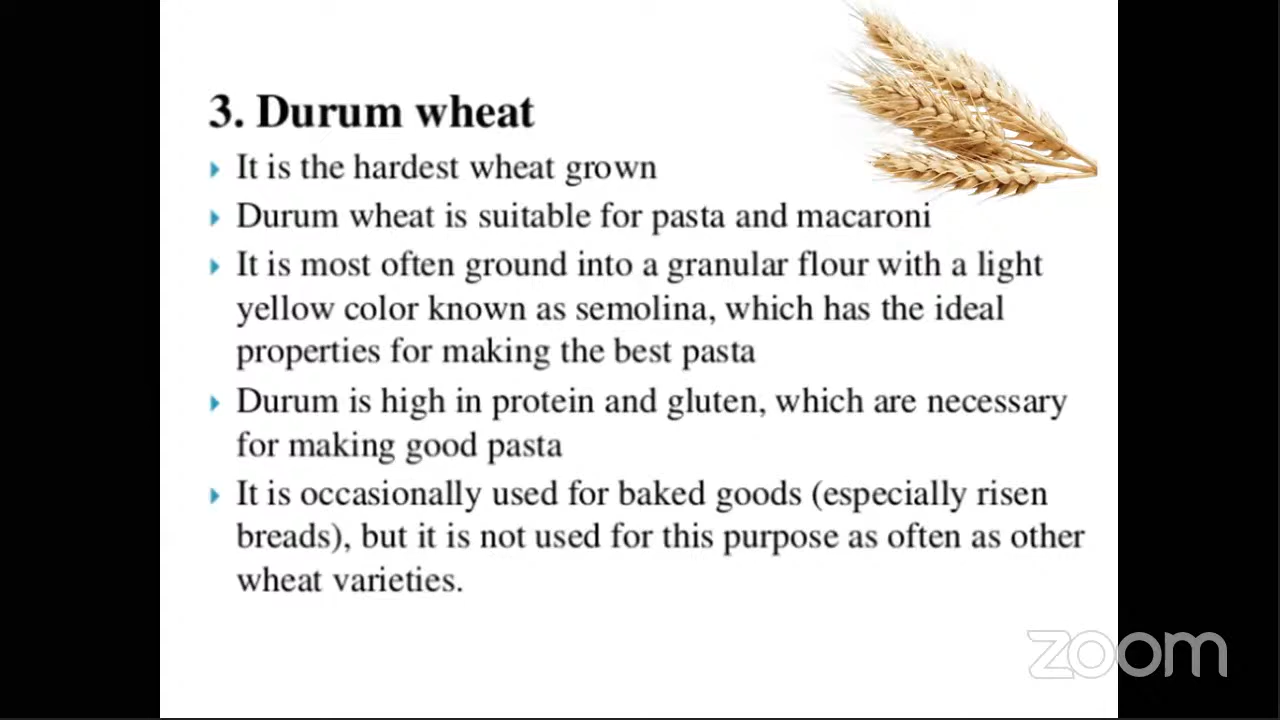 3. Durum wheat
It is the hardest wheat grown
Durum wheat is suitable for pasta and macaroni
It is most often ground into a granular flour with a light
yellow color known as semolina, which has the ideal
properties for making the best pasta
Durum is high in protein and gluten, which are necessary
for making good pasta
It is occasionally used for baked goods (especially risen
breads), but it is not used for this purpose as often as other
wheat varieties.
zoom